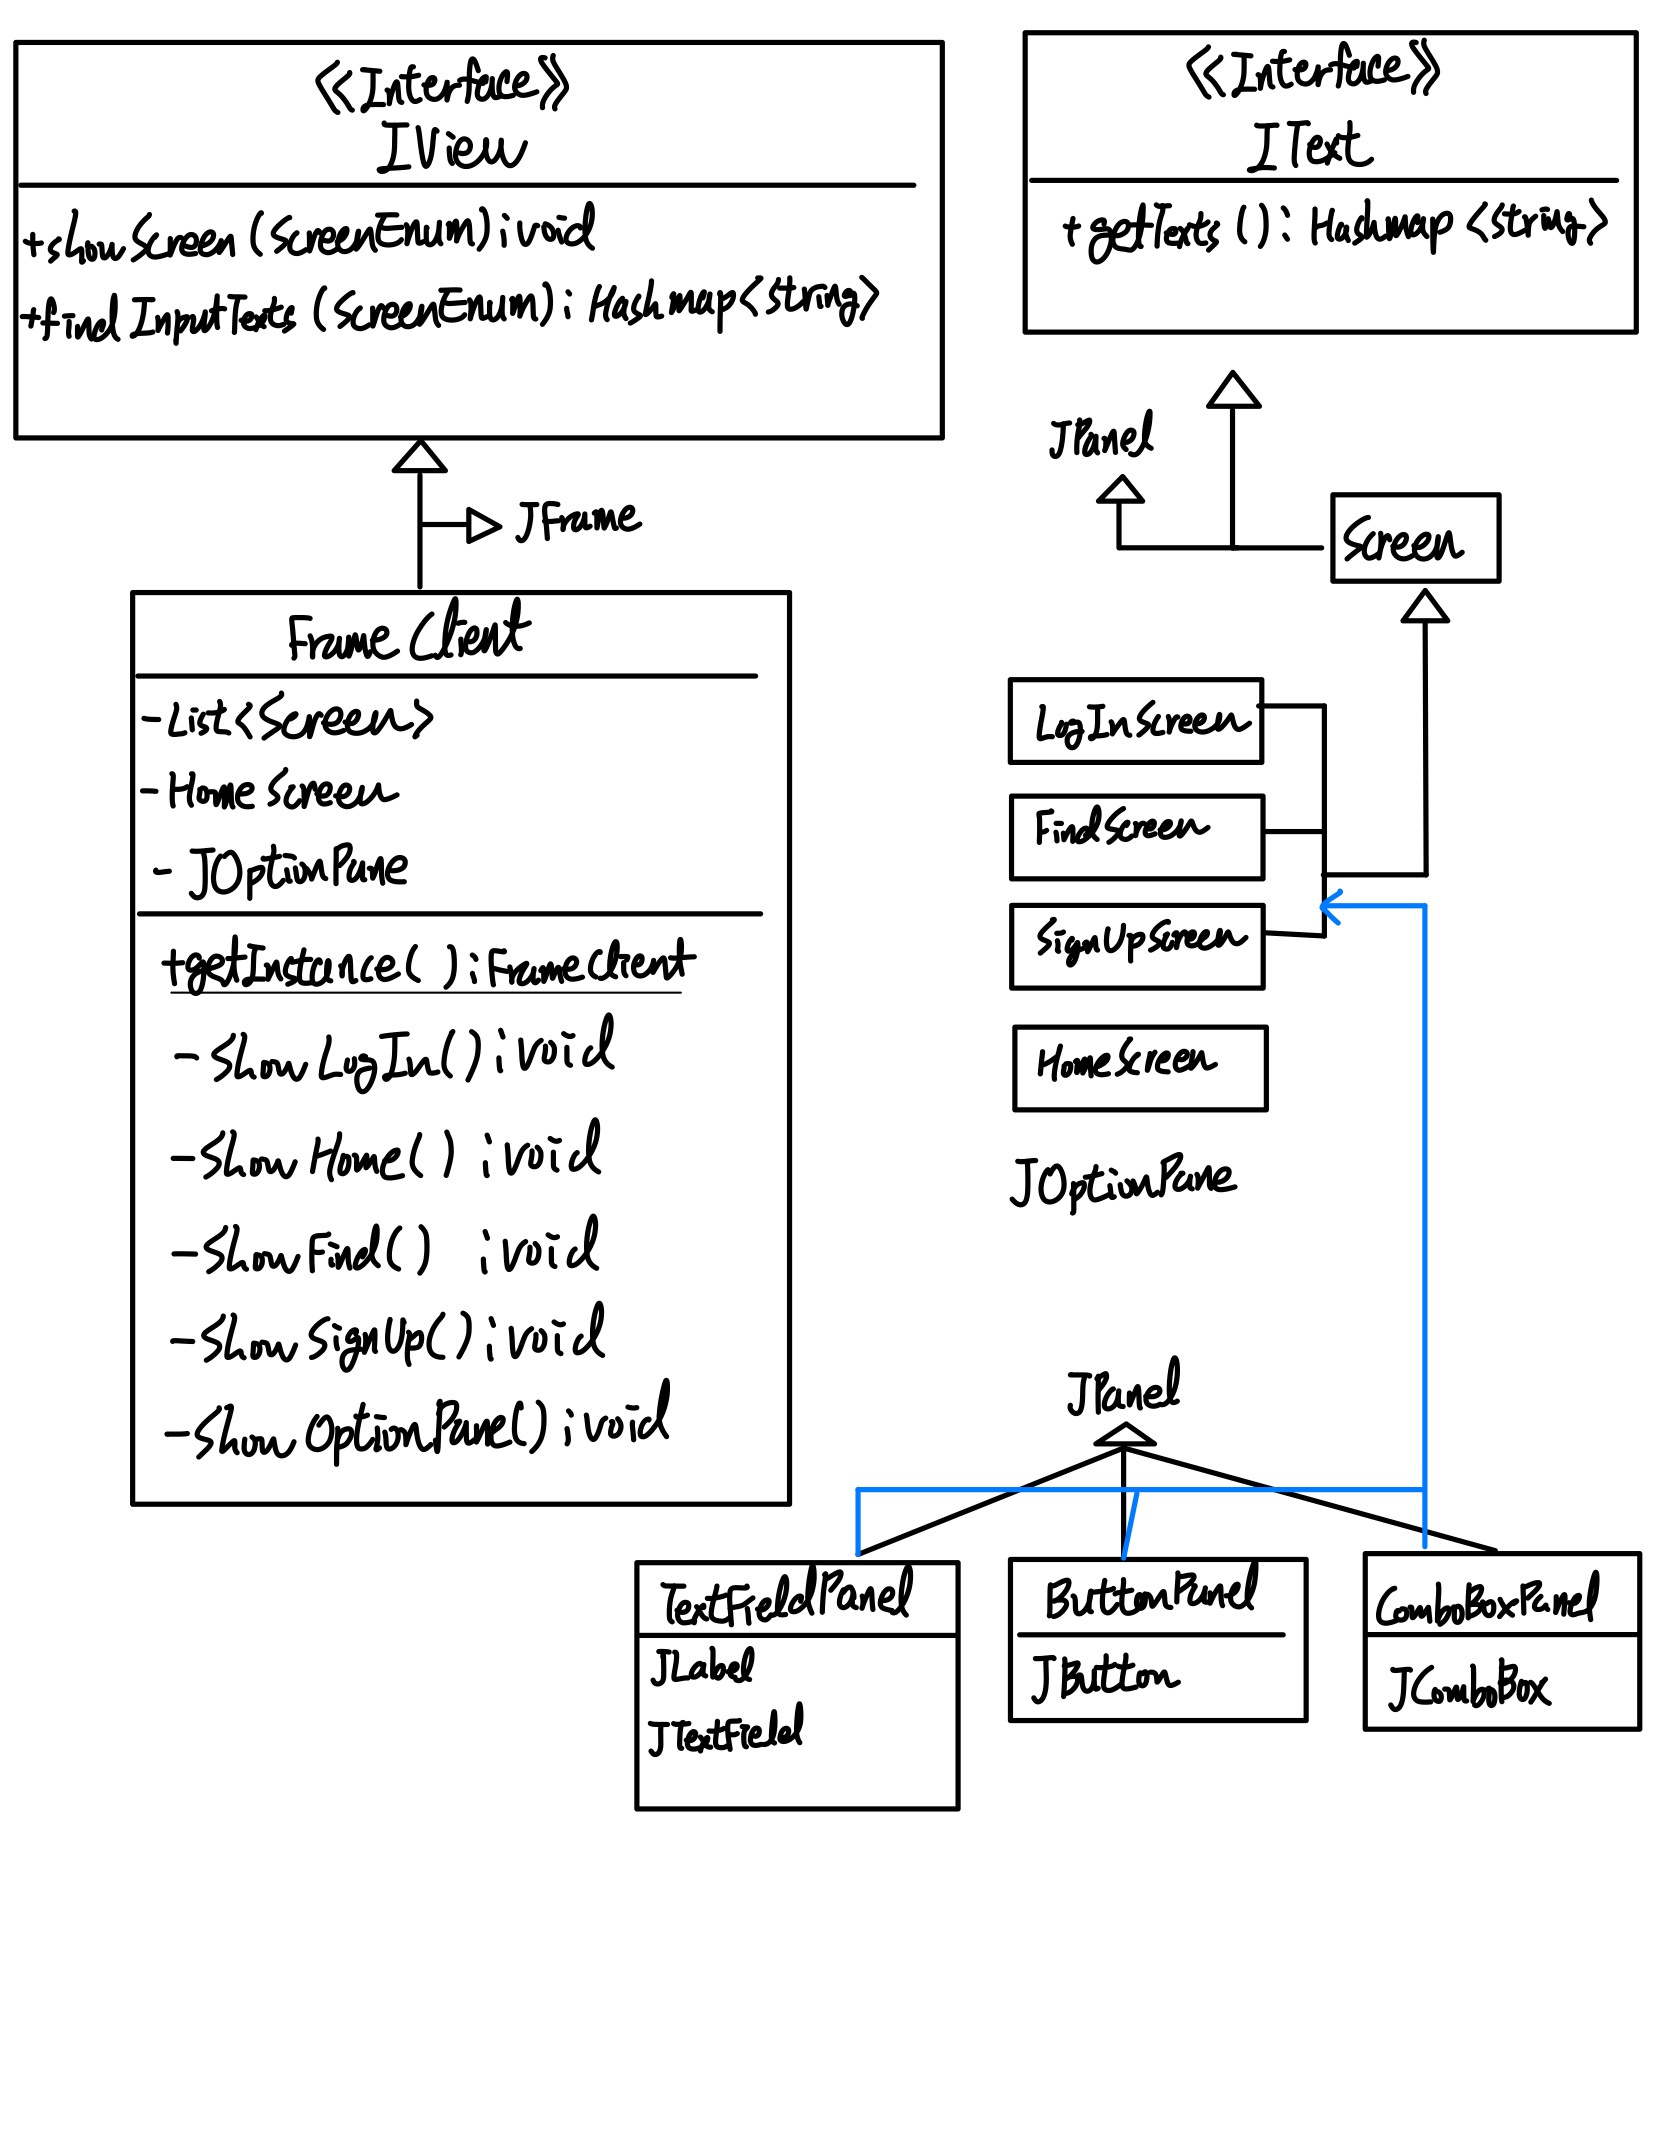 《Interface》
IView
+showScreen(ScreenEnum):void
+findInputTexts(ScreenEnum): Hashmap<string>
JFrame
FrameClient
-List<Screen>
-HomeScreen
- JOptionPane
+getInstance( ):FrameClient
-ShowLogIn():void
-ShowHome() :void
-ShowFind() :void
-ShowSignUp():void
-ShowOptionPane():void
《Interface》
IText
+getTexts(): Hashmap<string>
JPanel
Screen
LogInScreen
FindScreen
SignUpScreen
HomeScreen
JOptionPane
JPanel
TextFieldPanel
JLabel
JTextField
ButtonPanel
JButton
ComboBoxPanel
JComboBox